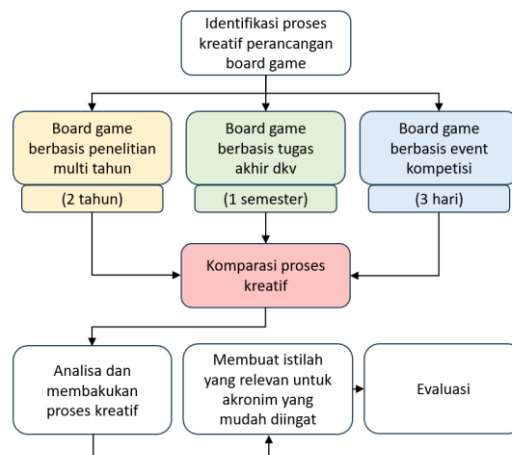 Identifikasi proses
kreatif perancangan
board game
Board game
berbasis penelitian
multi tahun
(2 tahun)
Board game
berbasis tugas
akhir dkv
(1 semester)
Board game
berbasis event
kompetisi
(3 hari)
Komparasi proses
kreatif
Analisa dan
membakukan
proses kreatif
Membuat istilah
yang relevan untuk
akronim yang
mudah diingat
Evaluasi